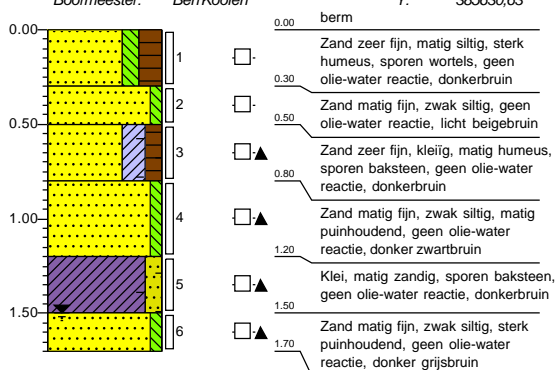 Boormeester: Ben Koolen Y: 385630,63
0.00 berm
0.00
1 Zand zeer fijn, matig siltig, sterk
humeus, sporen wortels, geen
olie-water reactie, donkerbruin
0.30
2 Zand matig fijn, zwak siltig, geen
olie-water reactie, licht beigebruin
0.50
0.50
3 Zand zeer fijn, kleiïg, matig humeus,
sporen baksteen, geen olie-water
reactie, donkerbruin
0.80
4 Zand matig fijn, zwak siltig, matig
puinhoudend, geen olie-water
reactie, donker zwartbruin
1.00
1.20
5 Klei, matig zandig, sporen baksteen,
geen olie-water reactie, donkerbruin
1.50
1.50
6 Zand matig fijn, zwak siltig, sterk
puinhoudend, geen olie-water
reactie, donker grijsbruin
1.70